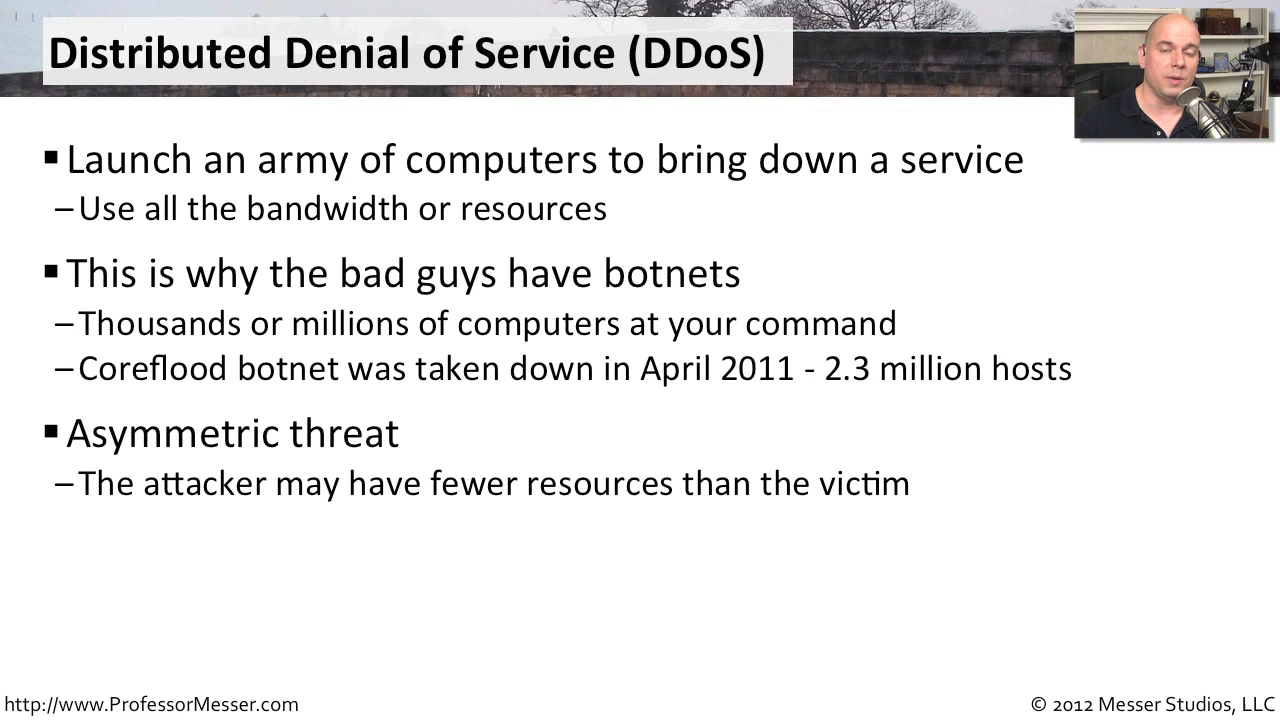 Distributed Denial of Service (DDoS)
▪ Launch an army of computers to bring down a service
– Use all the bandwidth or resources
▪ This is why the bad guys have botnets
– Thousands or millions of computers at your command
– Coreflood botnet was taken down in April 2011 - 2.3 million hosts
▪ Asymmetric threat
– The attacker may have fewer resources than the victim
http://www.ProfessorMesser.com
© 2012 Messer Studios, LLC